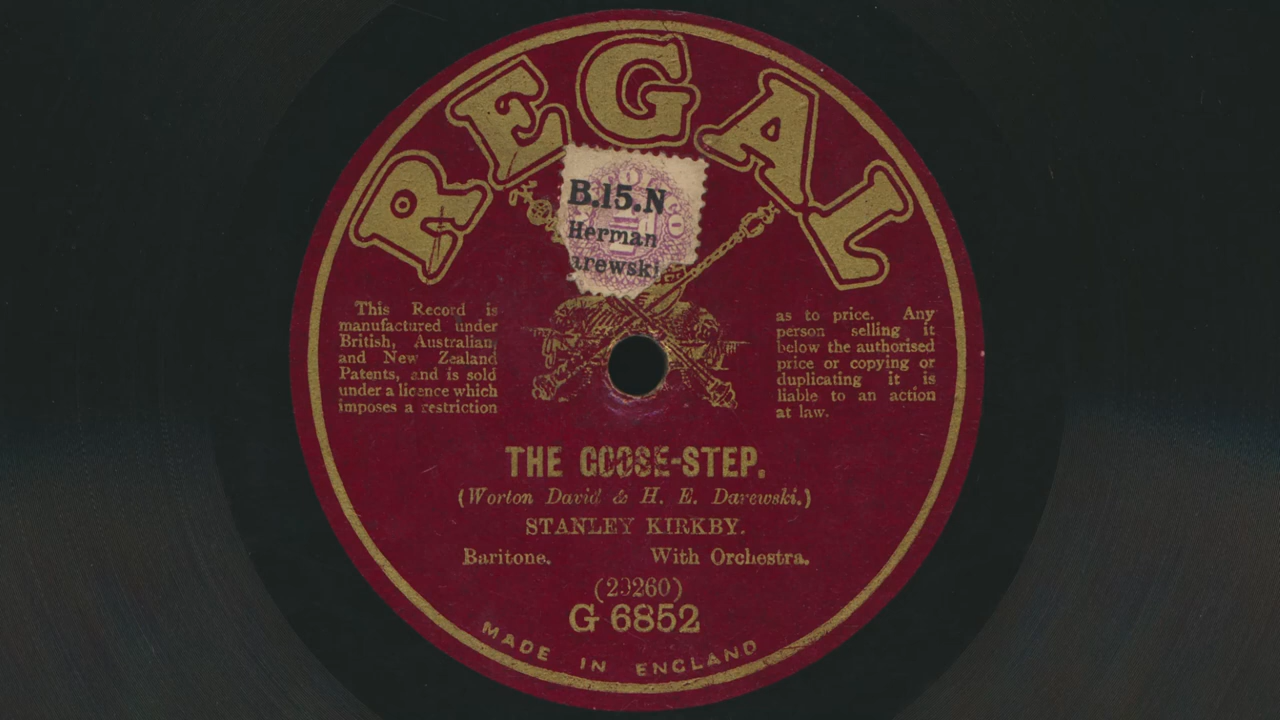 REGAL
B.15.N
Herman
arewski
This Record is
manufactured under
British, Australian,
and New Zealand
Patents, and is sold
under a licence which
imposes a restriction
as to price. Any
person selling it
below the authorised
price or copying or
duplicating it is
liable to an action
at law.
THE GOOSE-STEP.
(Worton David & H. E. Darewski.)
STANLEY KIRKBY.
Baritone. With Orchestra.
G 6852
MADE IN ENGLAND